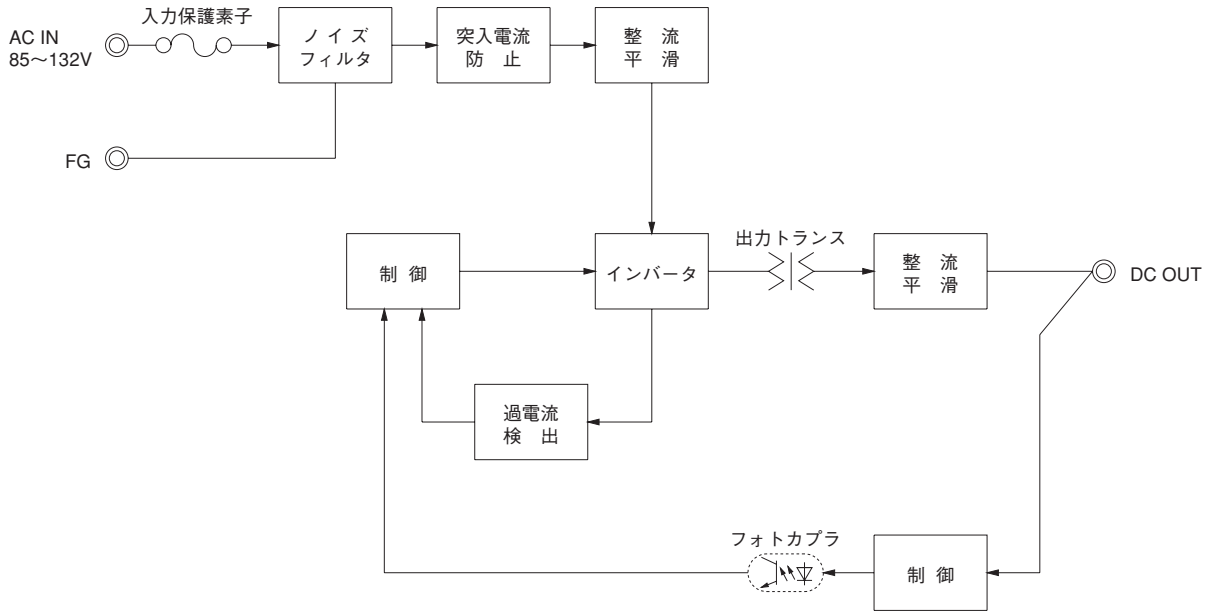 入力保護素子
AC IN
85～132V
ノイズ
フィルタ
突入電流
防 止
整 流
平 滑
FG
制 御
インバータ
出力トランス
整 流
平 滑
DC OUT
過電流
検 出
フォトカプラ
制 御